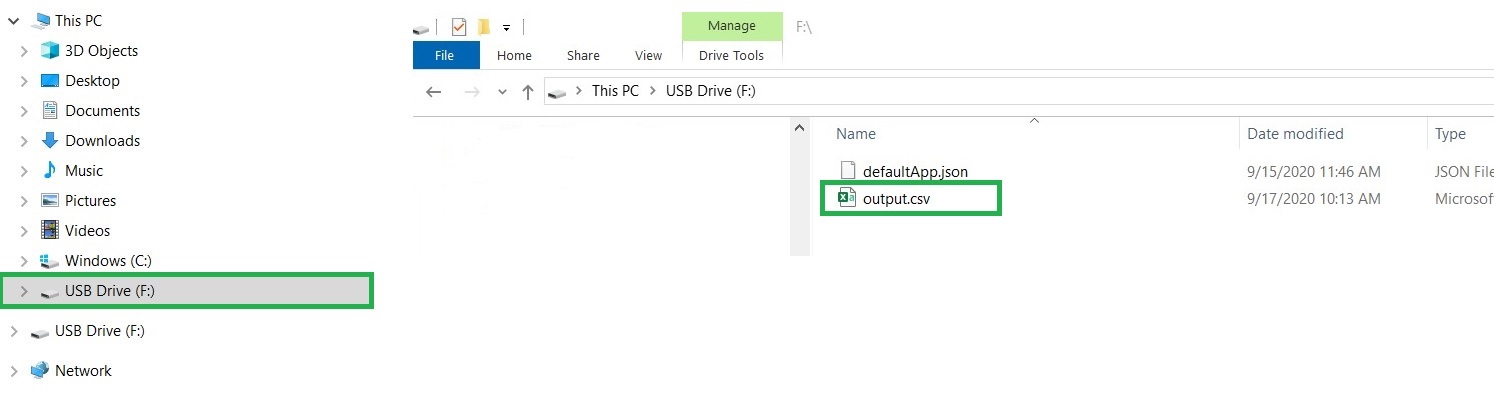 This PC
3D Objects
Desktop
Documents
Downloads
Music
Pictures
Videos
Windows (C:)
USB Drive (F:)
USB Drive (F:)
Network
Manage F:\
File Home Share View Drive Tools
This PC USB Drive (F:)
Name Date modified Type
defaultApp.json 9/15/2020 11:46 AM JSON File
output.csv 9/17/2020 10:13 AM Microsof